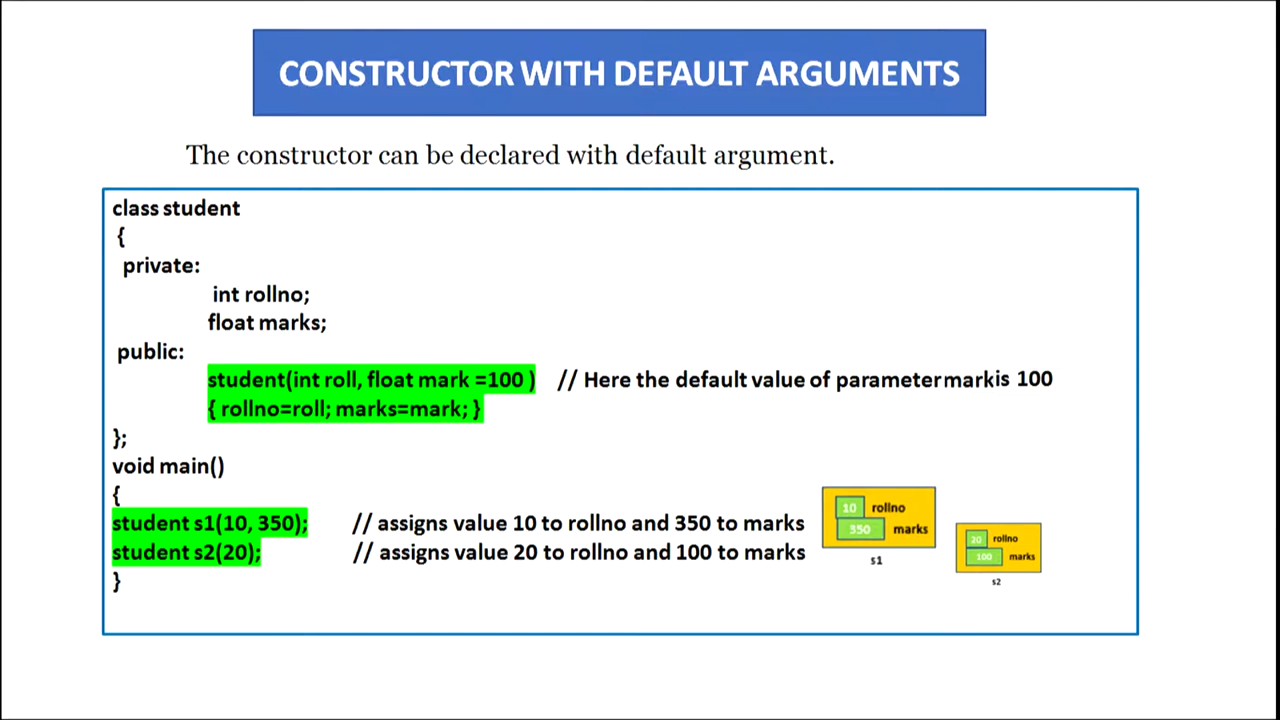 CONSTRUCTOR WITH DEFAULT ARGUMENTS
The constructor can be declared with default argument.
class student
{
private:
int rollno;
float marks;
public:
student(int roll, float mark =100 ) // Here the default value of parameter mark is 100
{ rollno=roll; marks=mark; }
};
void main()
{
student s1(10, 350); // assigns value 10 to rollno and 350 to marks
student s2(20); // assigns value 20 to rollno and 100 to marks
}
10 rollno
350 marks
s1
20 rollno
100 marks
s2